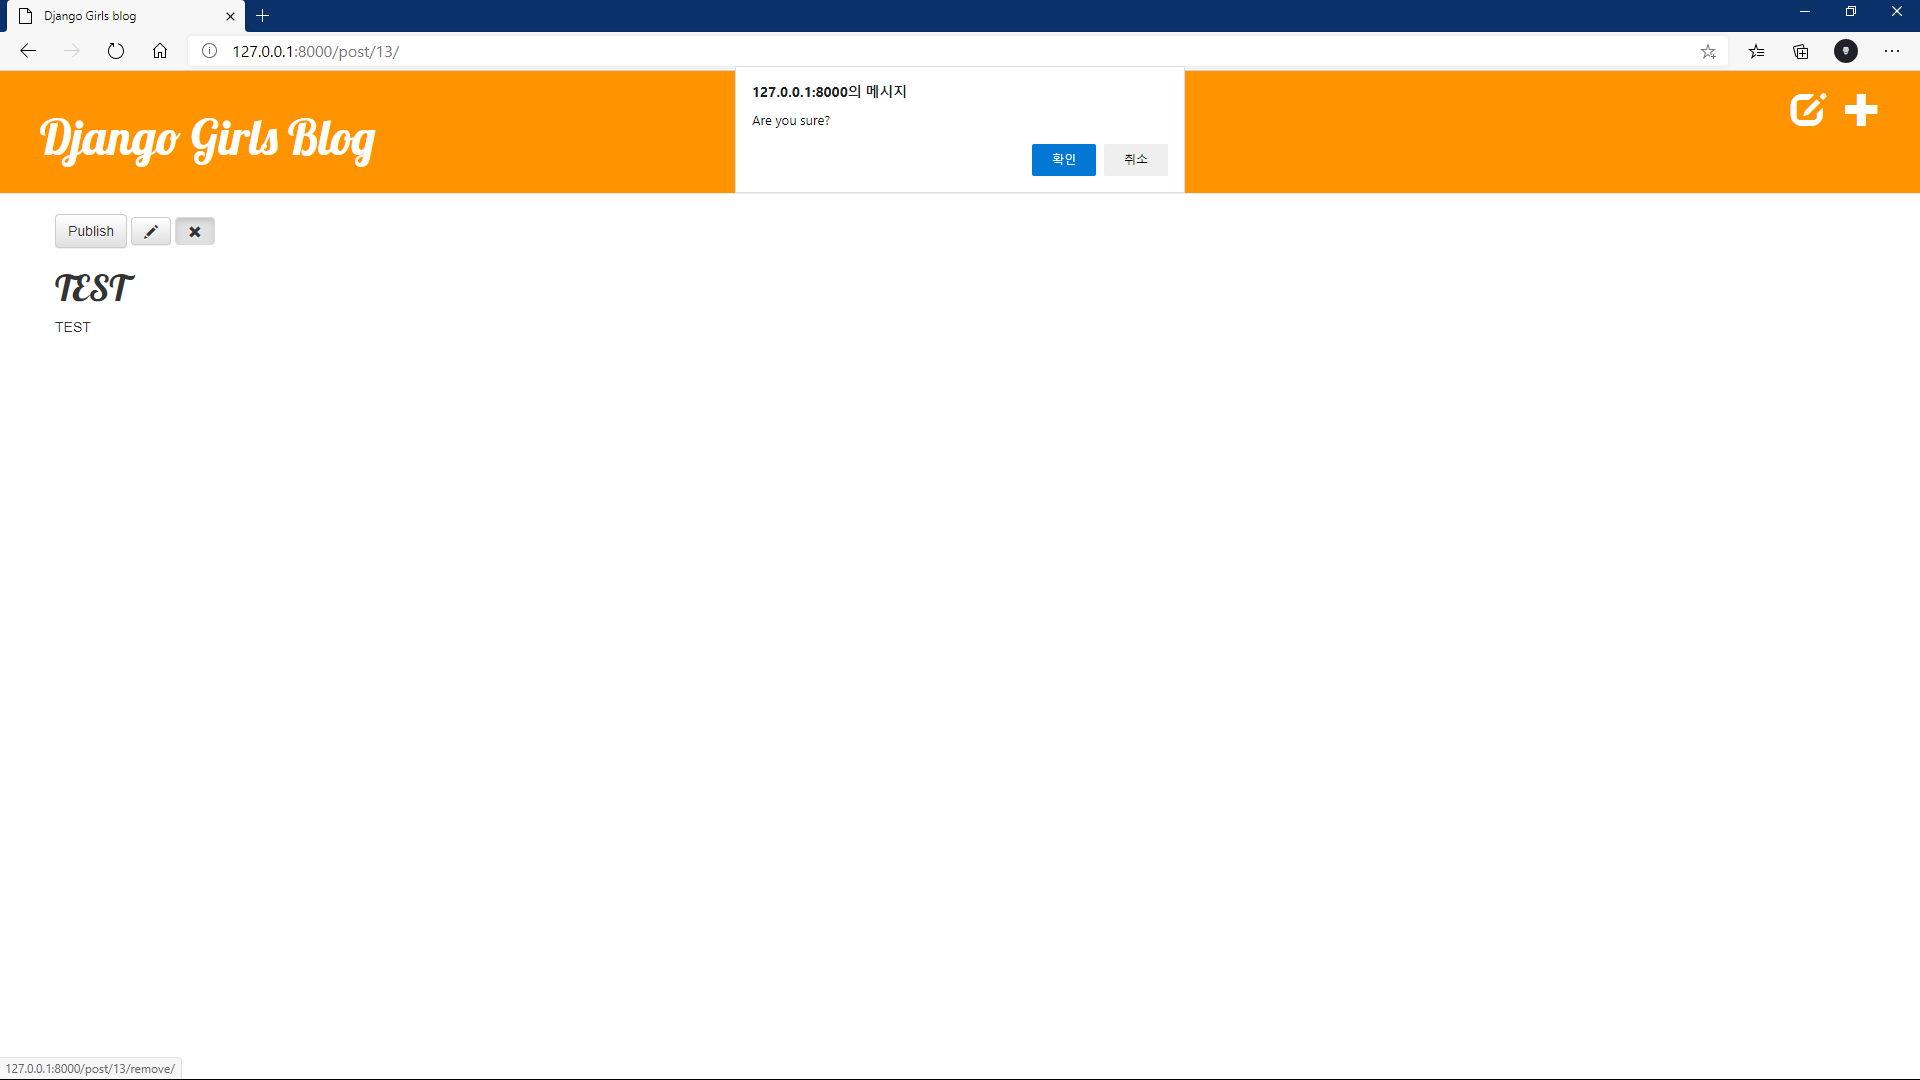 Django Girls blog
127.0.0.1:8000/post/13/
127.0.0.1:8000의 메시지
Are you sure?
확인 취소
Django Girls Blog
Publish
TEST
TEST
127.0.0.1:8000/post/13/remove/